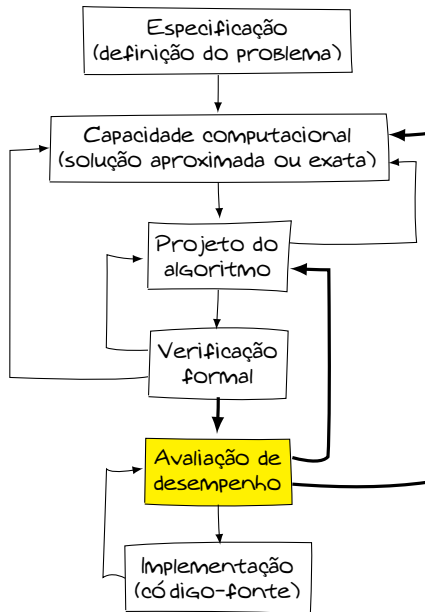 Especificação
(definição do problema)
Capacidade computacional
(solução aproximada ou exata)
Projeto do
algoritmo
Verificação
formal
Avaliação de
desempenho
Implementação
(código-fonte)